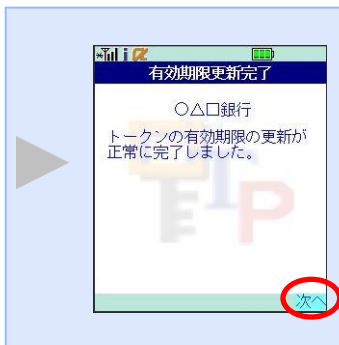 有効期限更新完了
○△□銀行
トークンの有効期限の更新が
正常に完了しました。
次へ